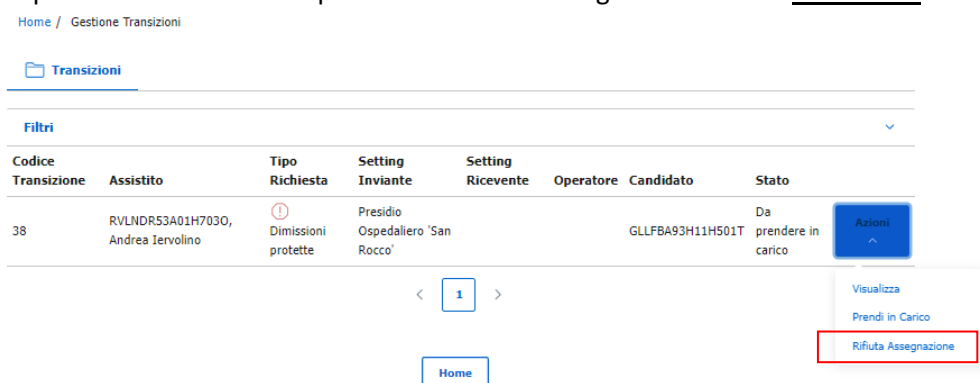 Home / Gestione Transizioni
Transizioni
Filtri
Codice Transizione Assistito Tipo Richiesta Setting Inviante Setting Ricevente Operatore Candidato Stato
38 RVLNDR53A01H703O, Andrea Iervolino Dimissioni protette Presidio Ospedaliero 'San Rocco' GLLFBA93H11H501T Da prendere in carico Azioni
< 1 >
Visualizza
Prendi in Carico
Rifiuta Assegnazione
Home